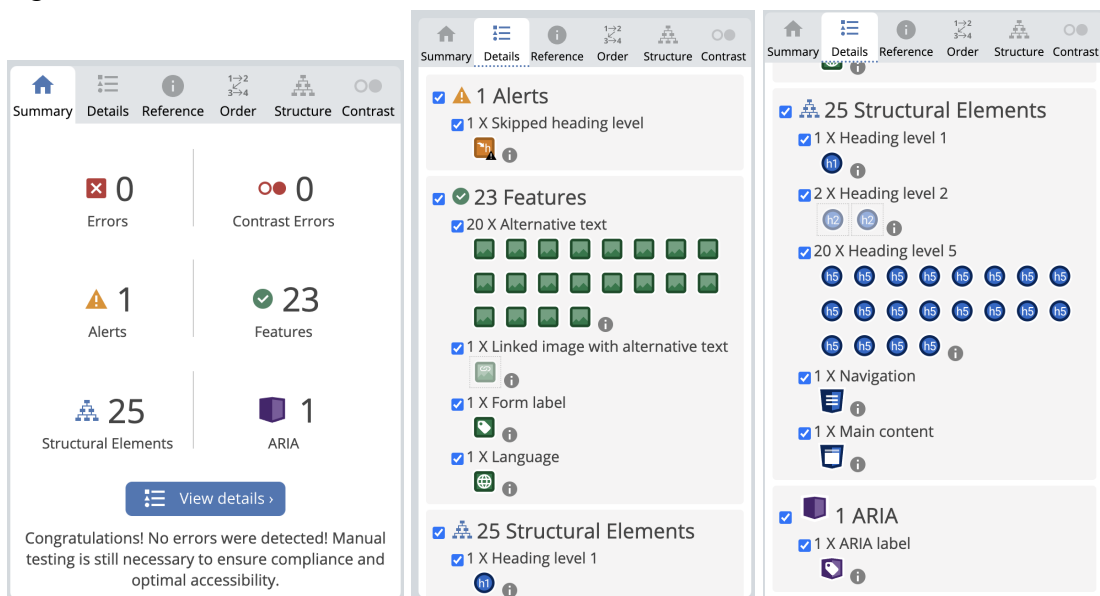 Summary Details Reference Order Structure Contrast
0 Errors
0 Contrast Errors
1 Alerts
23 Features
25 Structural Elements
1 ARIA
View details ›
Congratulations! No errors were detected! Manual
testing is still necessary to ensure compliance and
optimal accessibility.
Summary Details Reference Order Structure Contrast
1 Alerts
1 X Skipped heading level
h
23 Features
20 X Alternative text
1 X Linked image with alternative text
1 X Form label
1 X Language
25 Structural Elements
1 X Heading level 1
h1
Summary Details Reference Order Structure Contrast
25 Structural Elements
1 X Heading level 1
h1
2 X Heading level 2
h2 h2
20 X Heading level 5
h5 h5 h5 h5 h5 h5 h5 h5
h5 h5 h5 h5 h5 h5 h5 h5
h5 h5 h5 h5
1 X Navigation
1 X Main content
1 ARIA
1 X ARIA label